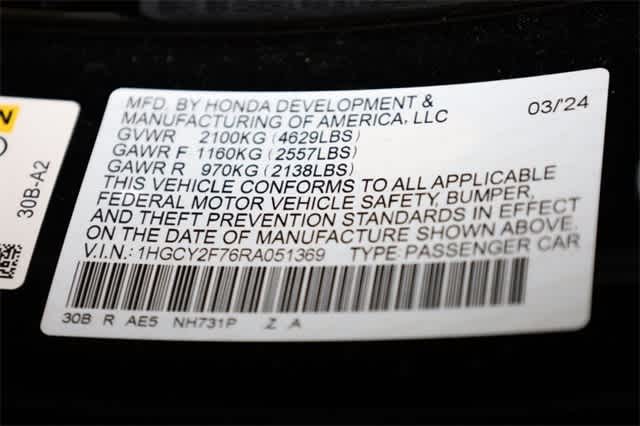 MFD. BY HONDA DEVELOPMENT &
MANUFACTURING OF AMERICA, LLC
03/24
GVWR 2100KG (4629LBS)
GAWR F 1160KG (2557LBS)
GAWR R 970KG (2138LBS)
THIS VEHICLE CONFORMS TO ALL APPLICABLE
FEDERAL MOTOR VEHICLE SAFETY, BUMPER,
AND THEFT PREVENTION STANDARDS IN EFFECT
ON THE DATE OF MANUFACTURE SHOWN ABOVE.
V.I.N.: 1HGCY2F76RA051369 TYPE: PASSENGER CAR
30B R AE5 NH731P Z A
30B-A2